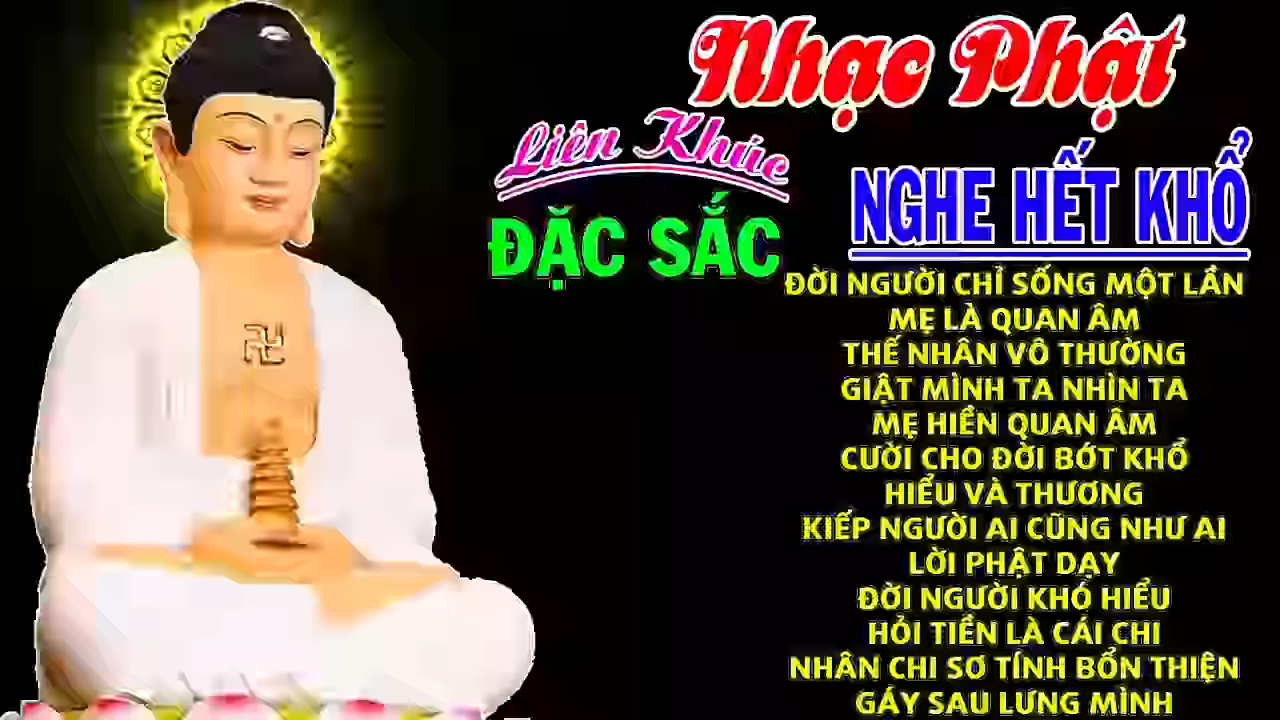 Nhạc Phật
Liên Khúc
ĐẶC SẮC
NGHE HẾT KHỔ
ĐỜI NGƯỜI CHỈ SỐNG MỘT LẦN
MẸ LÀ QUAN ÂM
THẾ NHÂN VÔ THƯỜNG
GIẬT MÌNH TA NHÌN TA
MẸ HIỀN QUAN ÂM
CƯỜI CHO ĐỜI BỚT KHỔ
HIỂU VÀ THƯƠNG
KIẾP NGƯỜI AI CŨNG NHƯ AI
LỜI PHẬT DẠY
ĐỜI NGƯỜI KHÓ HIỂU
HỎI TIỀN LÀ CÁI CHI
NHÂN CHI SƠ TÍNH BỔN THIỆN
GÁY SAU LƯNG MÌNH